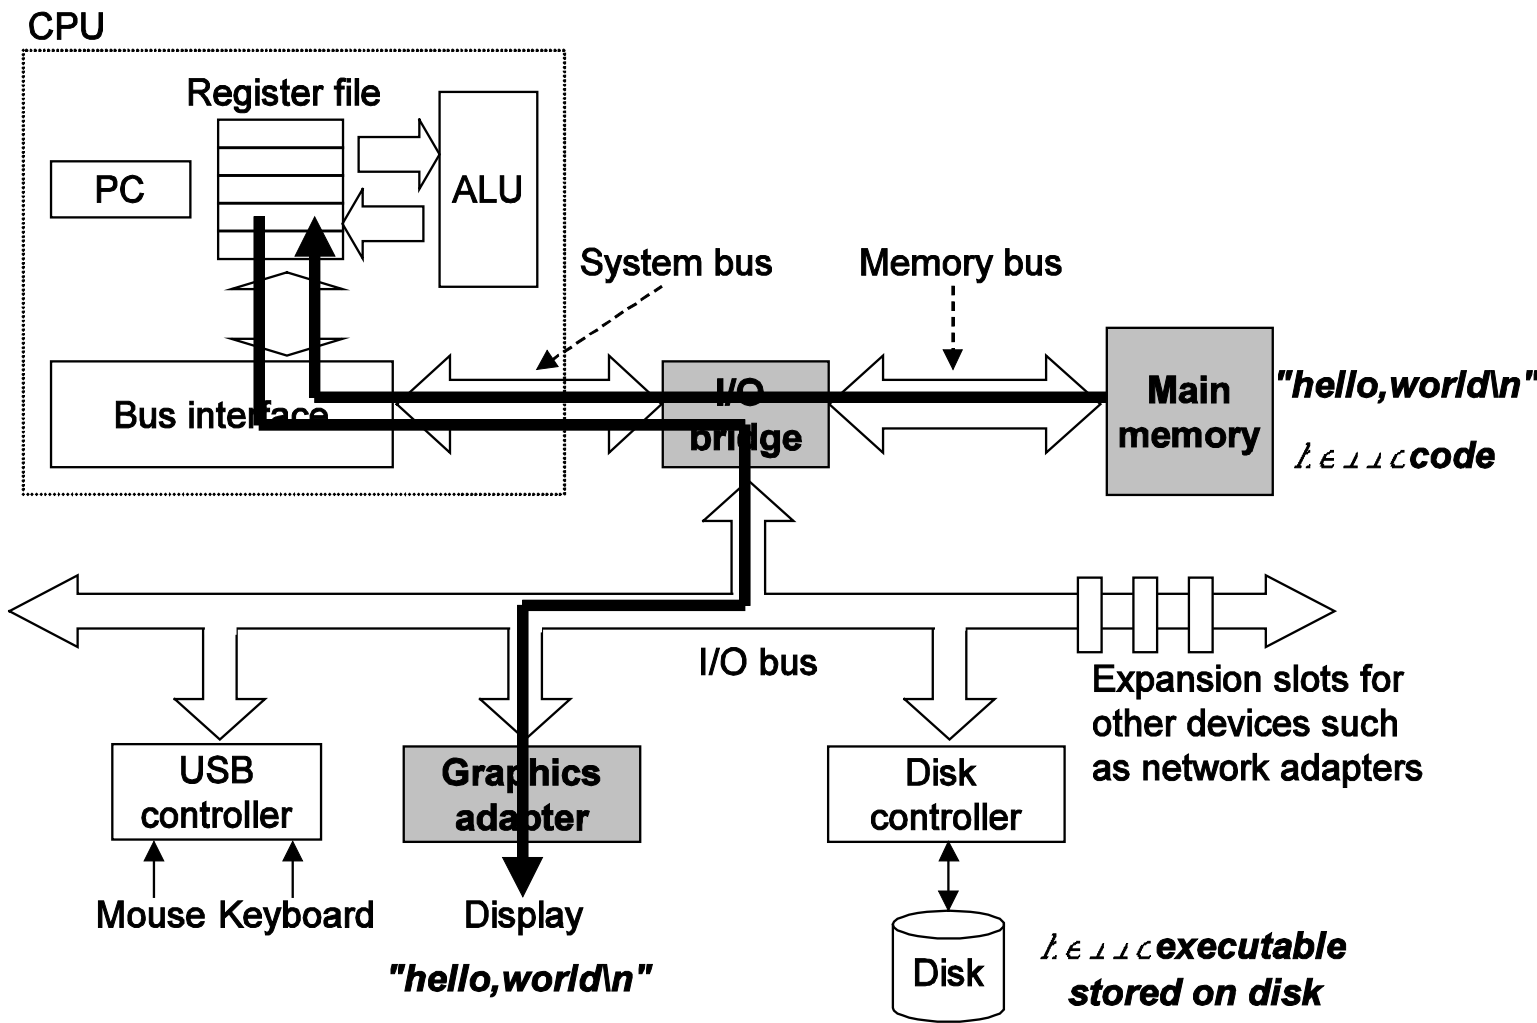 CPU
Register file
PC
ALU
System bus
Memory bus
Bus interface
I/O
bridge
Main
memory
"hello,world\n"
code
I/O bus
Expansion slots for
other devices such
as network adapters
USB
controller
Graphics
adapter
Disk
controller
Mouse
Keyboard
Display
"hello,world\n"
Disk
executable
stored on disk